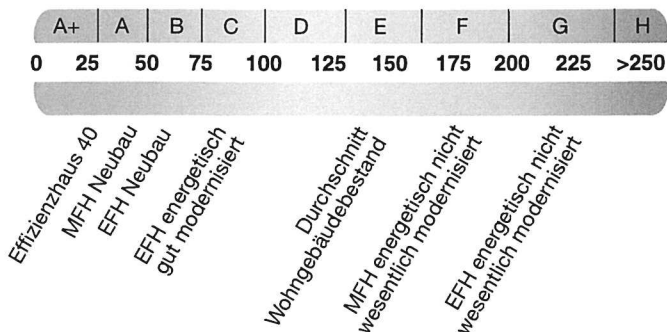 A+ A B C D E F G H
0 25 50 75 100 125 150 175 200 225 >250
Effizienzhaus 40
MFH Neubau
EFH Neubau
EFH energetisch
gut modernisiert
Durchschnitt
Wohngebäudebestand
MFH energetisch nicht
wesentlich modernisiert
EFH energetisch nicht
wesentlich modernisiert